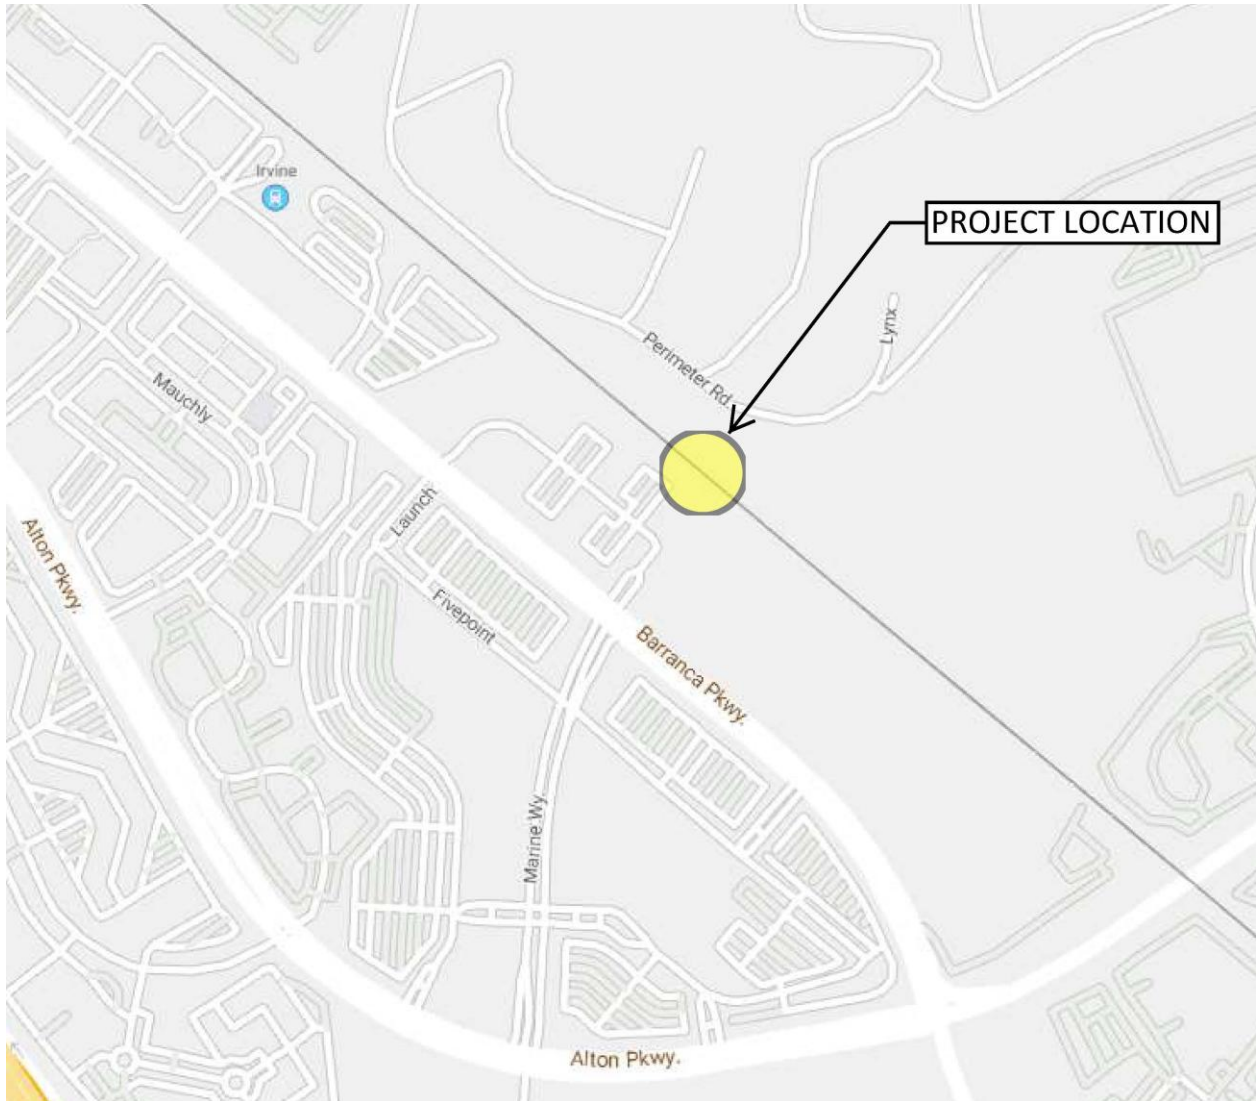 Irvine
PROJECT LOCATION
Lynx
Perimeter Rd.
Mauchly
Launch
Alton Pkwy.
Fivepoint
Barranca Pkwy.
Marine Wy.
Alton Pkwy.